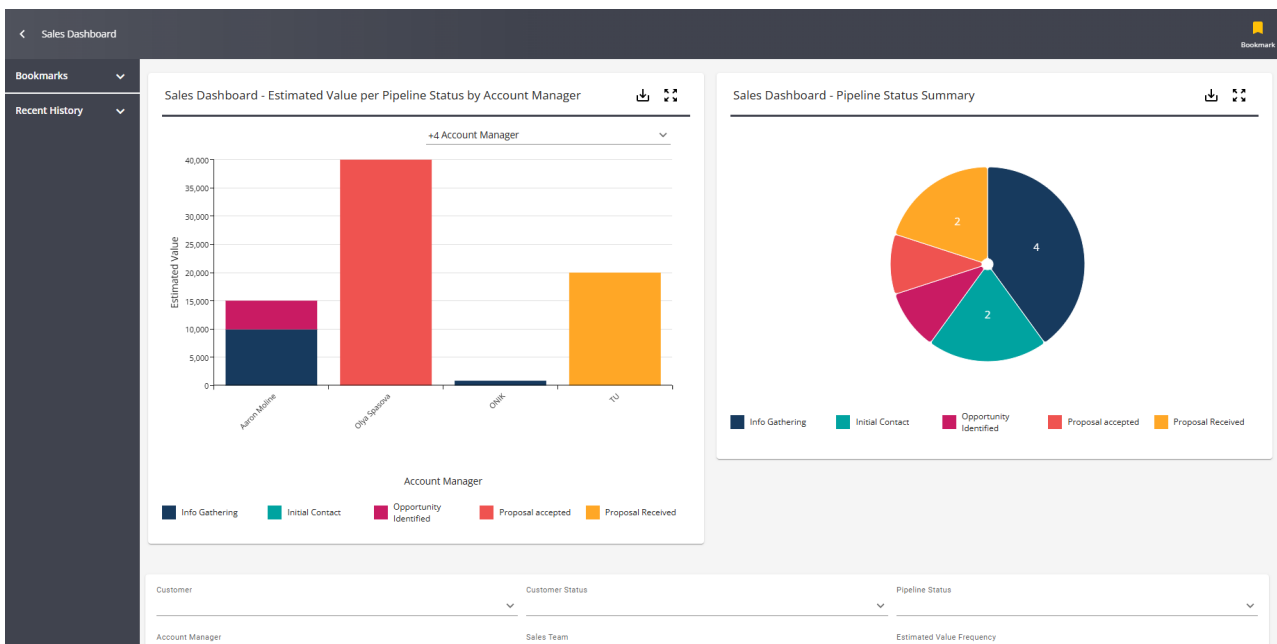 Sales Dashboard
Bookmark
Bookmarks
Recent History
Sales Dashboard - Estimated Value per Pipeline Status by Account Manager
+4 Account Manager
Estimated Value
40,000
35,000
30,000
25,000
20,000
15,000
10,000
5,000
0
Aaron Moline
Olya Spasova
ONIK
TU
Account Manager
Info Gathering
Initial Contact
Opportunity
Identified
Proposal accepted
Proposal Received
Sales Dashboard - Pipeline Status Summary
2
4
2
Info Gathering
Initial Contact
Opportunity
Identified
Proposal accepted
Proposal Received
Customer
Customer Status
Pipeline Status
Account Manager
Sales Team
Estimated Value Frequency